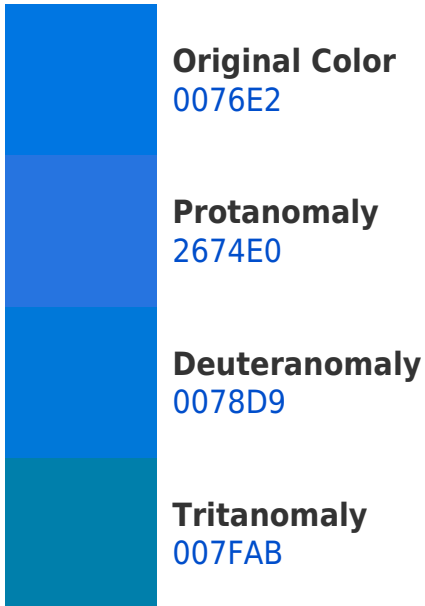 Original Color
0076E2
Protanomaly
2674E0
Deuteranomaly
0078D9
Tritanomaly
007FAB